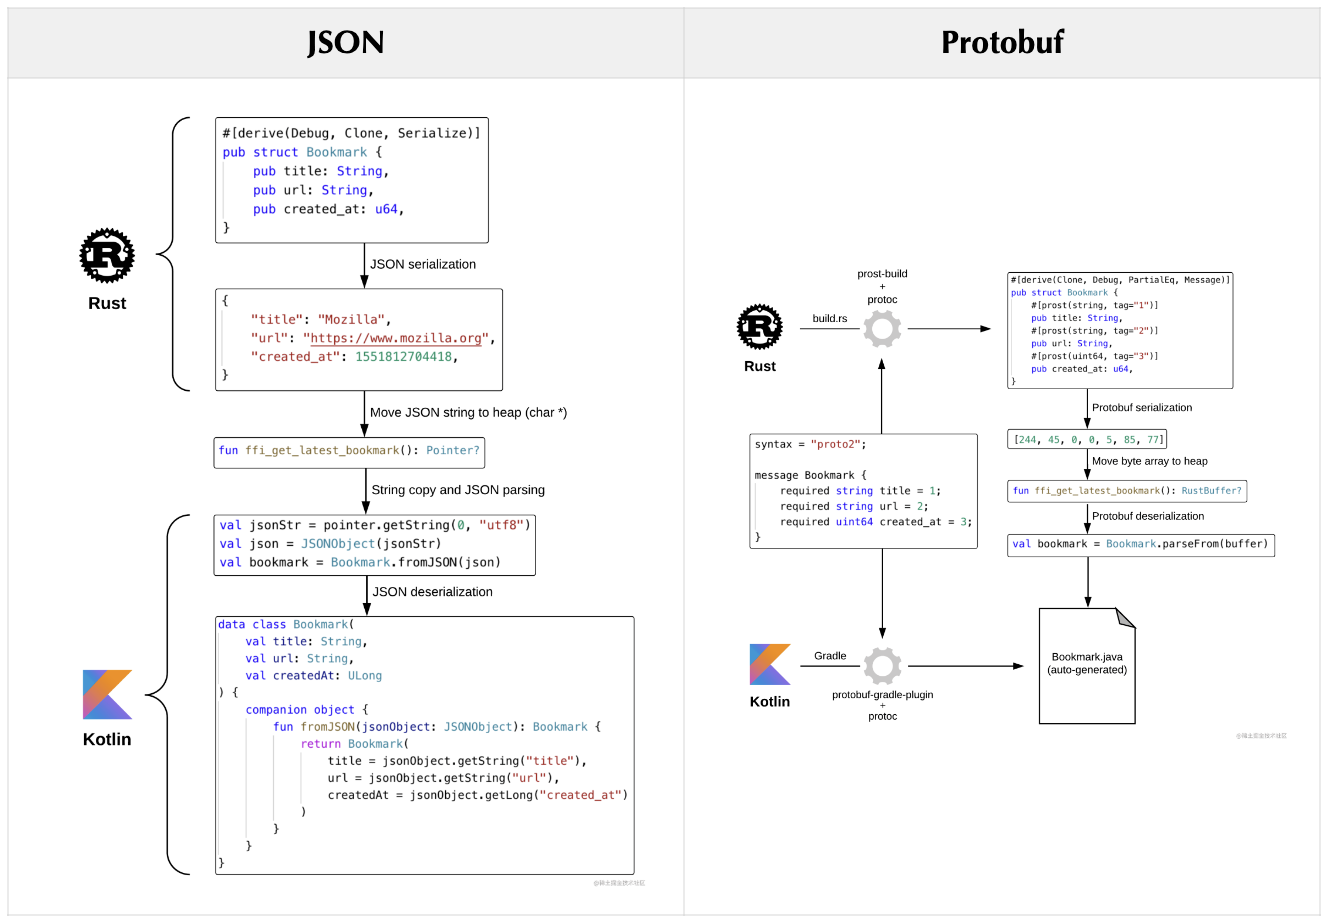 JSON
#[derive(Debug, Clone, Serialize)]
pub struct Bookmark {
pub title: String,
pub url: String,
pub created_at: u64,
}
Rust
JSON serialization
{
"title": "Mozilla",
"url": "https://www.mozilla.org",
"created_at": 1551812704418,
}
Move JSON string to heap (char *)
fun ffi_get_latest_bookmark(): Pointer?
String copy and JSON parsing
val jsonStr = pointer.getString(0, "utf8")
val json = JSONObject(jsonStr)
val bookmark = Bookmark.fromJSON(json)
JSON deserialization
Kotlin
data class Bookmark(
val title: String,
val url: String,
val createdAt: ULong
) {
companion object {
fun fromJSON(jsonObject: JSONObject): Bookmark {
return Bookmark(
title = jsonObject.getString("title"),
url = jsonObject.getString("url"),
createdAt = jsonObject.getLong("created_at")
)
}
}
}
@稀土掘金技术社区
Protobuf
Rust
build.rs
prost-build
+
protoc
#[derive(Clone, Debug, PartialEq, Message)]
pub struct Bookmark {
#[prost(string, tag="1")]
pub title: String,
#[prost(string, tag="2")]
pub url: String,
#[prost(uint64, tag="3")]
pub created_at: u64,
}
Protobuf serialization
[244, 45, 0, 0, 5, 85, 77]
Move byte array to heap
fun ffi_get_latest_bookmark(): RustBuffer?
Protobuf deserialization
val bookmark = Bookmark.parseFrom(buffer)
syntax = "proto2";
message Bookmark {
required string title = 1;
required string url = 2;
required uint64 created_at = 3;
}
Kotlin
Gradle
protobuf-gradle-plugin
+
protoc
Bookmark.java
(auto-generated)
@稀土掘金技术社区